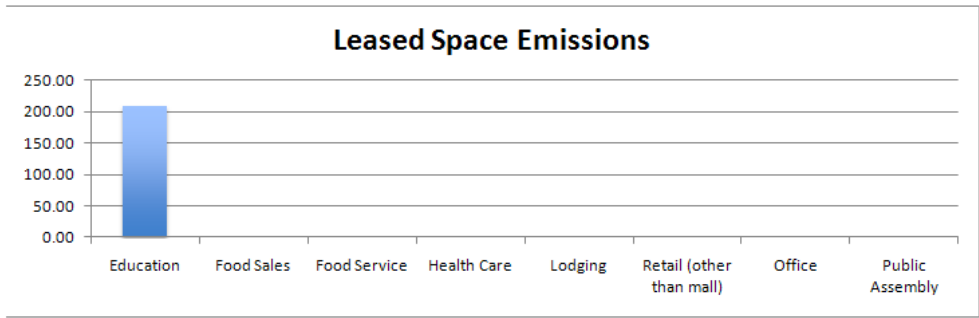 Leased Space Emissions
250.00
200.00
150.00
100.00
50.00
0.00
Education Food Sales Food Service Health Care Lodging Retail (other Office Public
than mall) Assembly